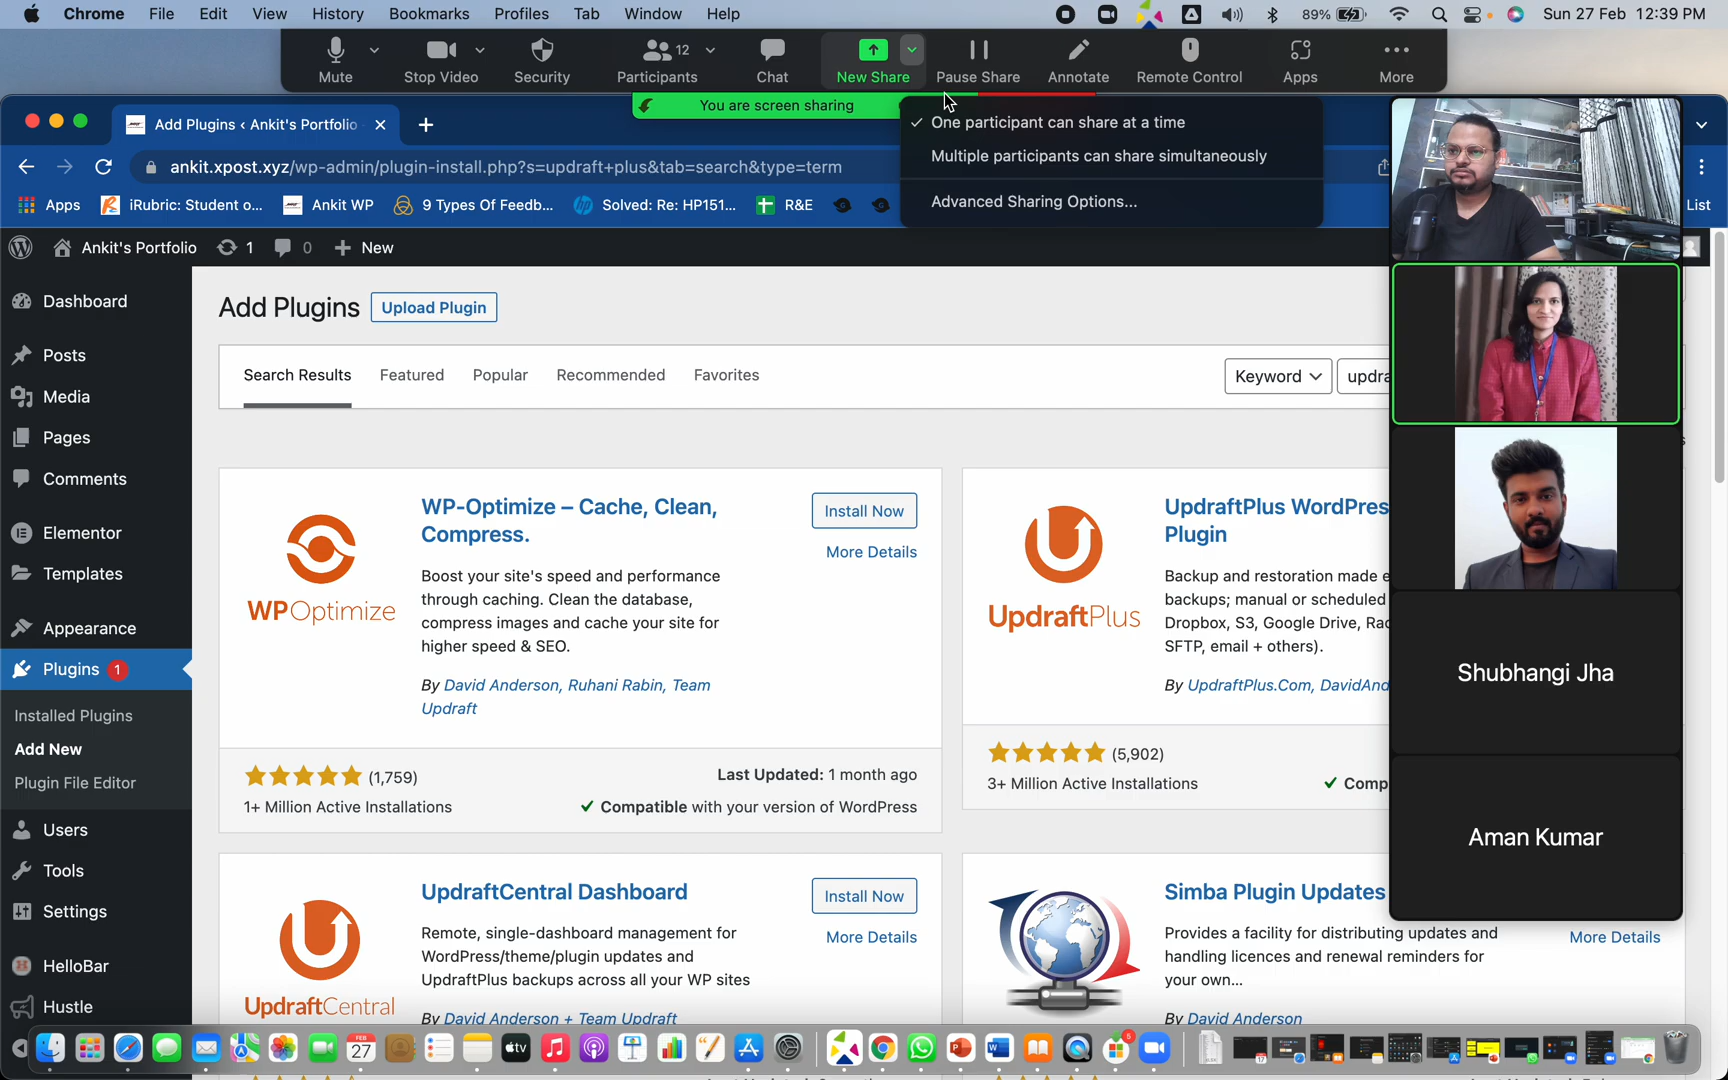 Chrome File Edit View History Bookmarks Profiles Tab Window Help 89% Sun 27 Feb 12:39 PM
Mute Stop Video Security Participants 12 Chat New Share Pause Share Annotate Remote Control Apps More
You are screen sharing
One participant can share at a time
Multiple participants can share simultaneously
Advanced Sharing Options...
Add Plugins ‹ Ankit's Portfolio
ankit.xpost.xyz/wp-admin/plugin-install.php?s=updraft+plus&tab=search&type=term
Apps iRubric: Student o... Ankit WP 9 Types Of Feedb... Solved: Re: HP151... R&E List
Ankit's Portfolio 1 0 New
Dashboard
Posts
Media
Pages
Comments
Elementor
Templates
Appearance
Plugins 1
Installed Plugins
Add New
Plugin File Editor
Users
Tools
Settings
HelloBar
Hustle
Add Plugins Upload Plugin
Search Results Featured Popular Recommended Favorites Keyword updra
WPOptimize
WP-Optimize – Cache, Clean,
Compress.
Install Now
More Details
Boost your site's speed and performance
through caching. Clean the database,
compress images and cache your site for
higher speed & SEO.
By David Anderson, Ruhani Rabin, Team
Updraft
(1,759)
Last Updated: 1 month ago
1+ Million Active Installations
Compatible with your version of WordPress
UpdraftPlus
UpdraftPlus WordPres
Plugin
Backup and restoration made e
backups; manual or scheduled
Dropbox, S3, Google Drive, Rac
SFTP, email + others).
By UpdraftPlus.Com, DavidAnd
(5,902)
3+ Million Active Installations
Comp
UpdraftCentral
UpdraftCentral Dashboard
Install Now
More Details
Remote, single-dashboard management for
WordPress/theme/plugin updates and
UpdraftPlus backups across all your WP sites
By David Anderson + Team Updraft
Simba Plugin Updates
More Details
Provides a facility for distributing updates and
handling licences and renewal reminders for
your own...
By David Anderson
Shubhangi Jha
Aman Kumar
FEB
27
tv
5